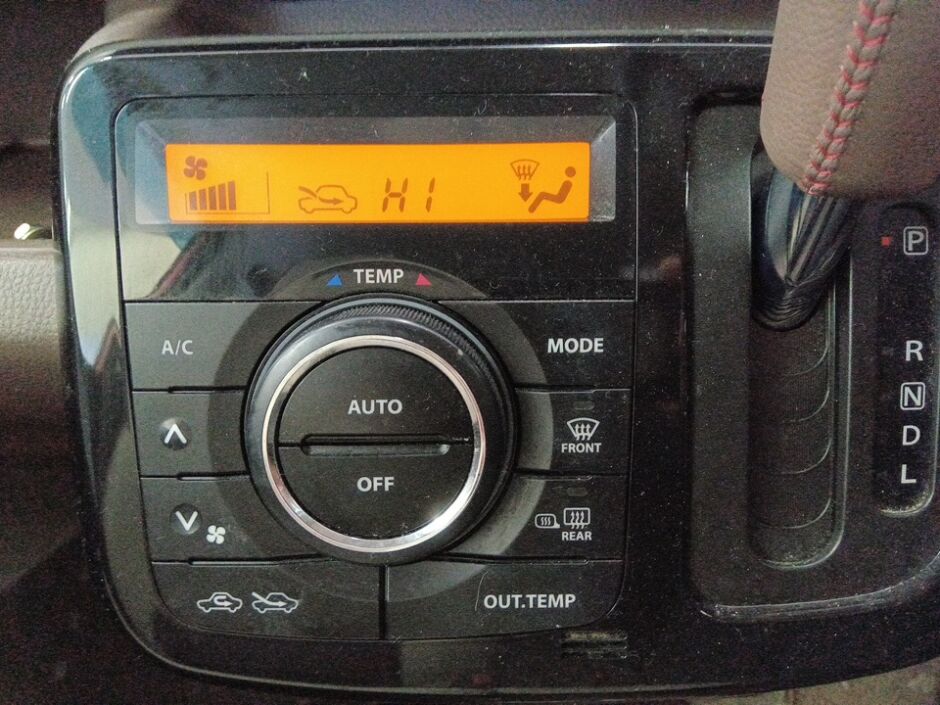 HI
TEMP
A/C
MODE
AUTO
FRONT
OFF
REAR
OUT.TEMP
P
R
N
D
L